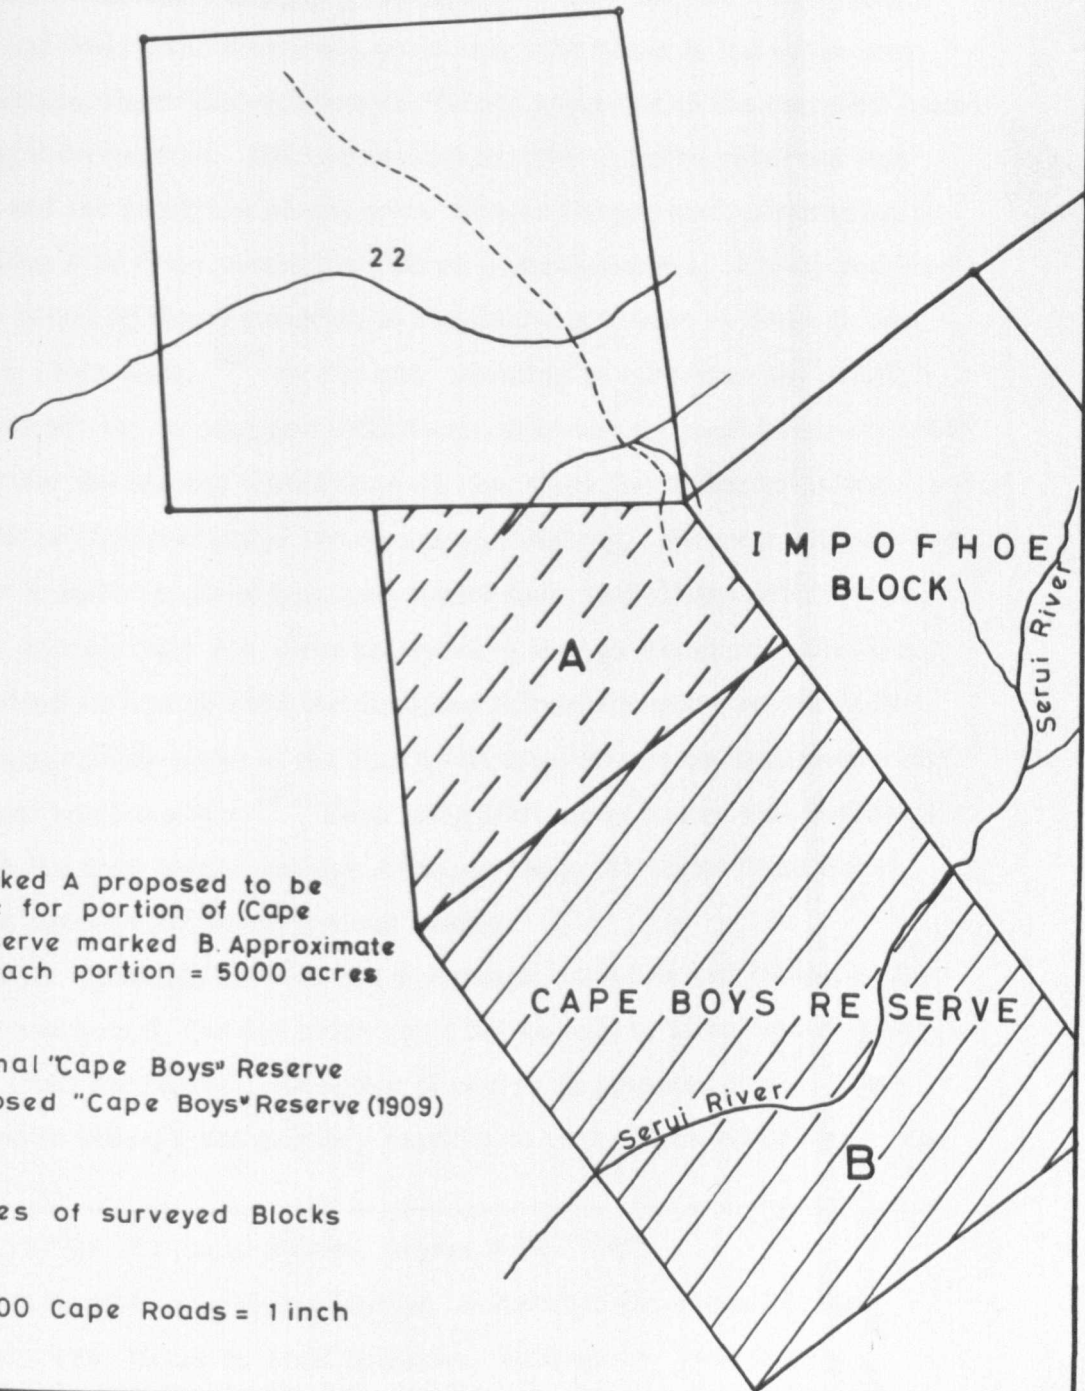 22
IMPOFHOE
BLOCK
Serui River
A
ked A proposed to be
for portion of (Cape
erve marked B. Approximate
ach portion = 5000 acres
CAPE BOYS RESERVE
nal "Cape Boys" Reserve
osed "Cape Boys" Reserve (1909)
Serui River
B
es of surveyed Blocks
00 Cape Roads = 1 inch